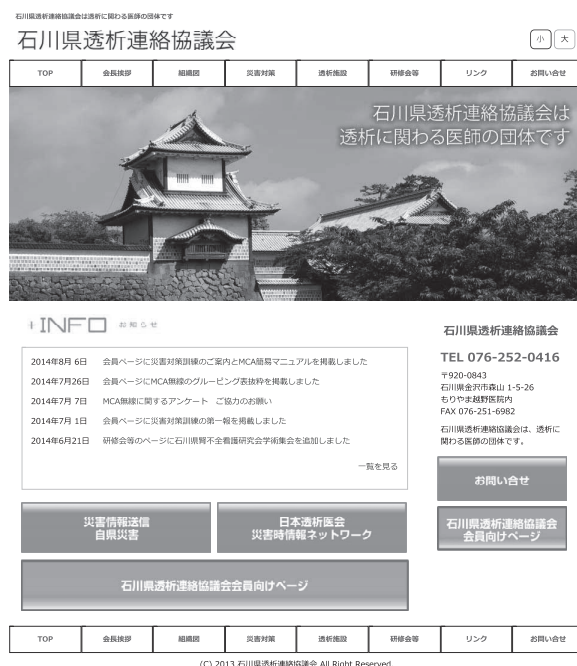 石川県透析連絡協議会は透析に関わる医師の団体です
石川県透析連絡協議会
小 大
TOP 会長挨拶 組織図 災害対策 透析施設 研修会等 リンク お問い合せ
石川県透析連絡協議会は
透析に関わる医師の団体です
+INFO お知らせ
2014年8月 6日 会員ページに災害対策訓練のご案内とMCA簡易マニュアルを掲載しました
2014年7月26日 会員ページにMCA無線のグルーピング表抜粋を掲載しました
2014年7月 7日 MCA無線に関するアンケート ご協力のお願い
2014年7月 1日 会員ページに災害対策訓練の第一報を掲載しました
2014年6月21日 研修会等のページに石川県腎不全看護研究会学術集会を追加しました
一覧を見る
災害情報送信
自県災害
日本透析医会
災害時情報ネットワーク
石川県透析連絡協議会会員向けページ
石川県透析連絡協議会
TEL 076-252-0416
〒920-0843
石川県金沢市森山 1-5-26
もりやま越野医院内
FAX 076-251-6982
石川県透析連絡協議会は、透析に
関わる医師の団体です。
お問い合せ
石川県透析連絡協議会
会員向けページ
TOP 会長挨拶 組織図 災害対策 透析施設 研修会等 リンク お問い合せ
(C) 2013 石川県透析連絡協議会 All Right Reserved